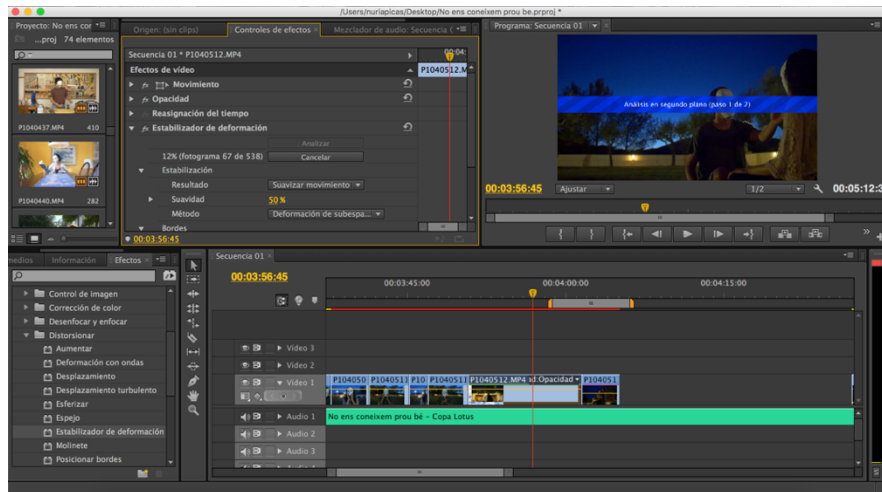 /Users/nuriapicas/Desktop/No ens coneixem prou be.prproj *
Proyecto: No ens cor
...proj 74 elementos
P1040437.MP4 410
P1040440.MP4 282
Origen: (sin clips)
Controles de efectos
Mezclador de audio: Secuencia (
Secuencia 01 * P1040512.MP4
Efectos de vídeo
P1040512.M
fx Movimiento
fx Opacidad
Reasignación del tiempo
fx Estabilizador de deformación
Analizar
12% (fotograma 67 de 538)
Cancelar
Estabilización
Resultado
Suavizar movimiento
Suavidad
50 %
Método
Deformación de subespa...
Bordes
00:03:56:45
Programa: Secuencia 01
Análisis en segundo plano (paso 1 de 2)
00:03:56:45
Ajustar
1/2
00:05:12:3
medios
Información
Efectos
Control de imagen
Corrección de color
Desenfocar y enfocar
Distorsionar
Aumentar
Deformación con ondas
Desplazamiento
Desplazamiento turbulento
Esferizar
Espejo
Estabilizador de deformación
Molinete
Posicionar bordes
Secuencia 01
00:03:56:45
00:03:45:00
00:04:00:00
00:04:15:00
Vídeo 3
Vídeo 2
Vídeo 1
P104050
P104051
P10
P104051
P1040512.MP4
id Opacidad
P104051
Audio 1
No ens coneixem prou bé - Copa Lotus
Audio 2
Audio 3